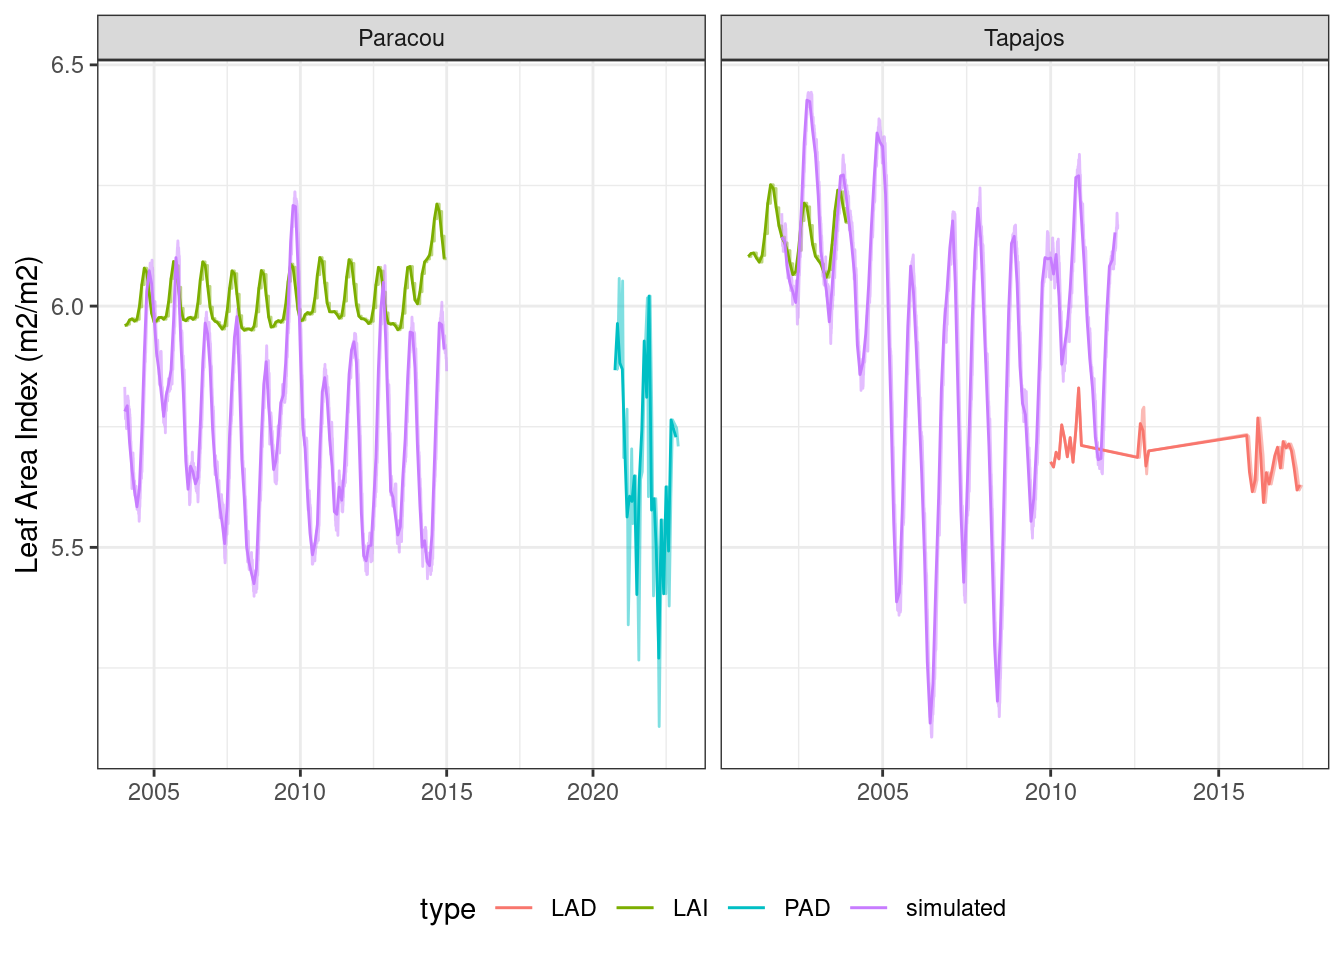 Paracou
Tapajos
Leaf Area Index (m2/m2)
6.5
6.0
5.5
2005
2010
2015
2020
2005
2010
2015
type
LAD
LAI
PAD
simulated